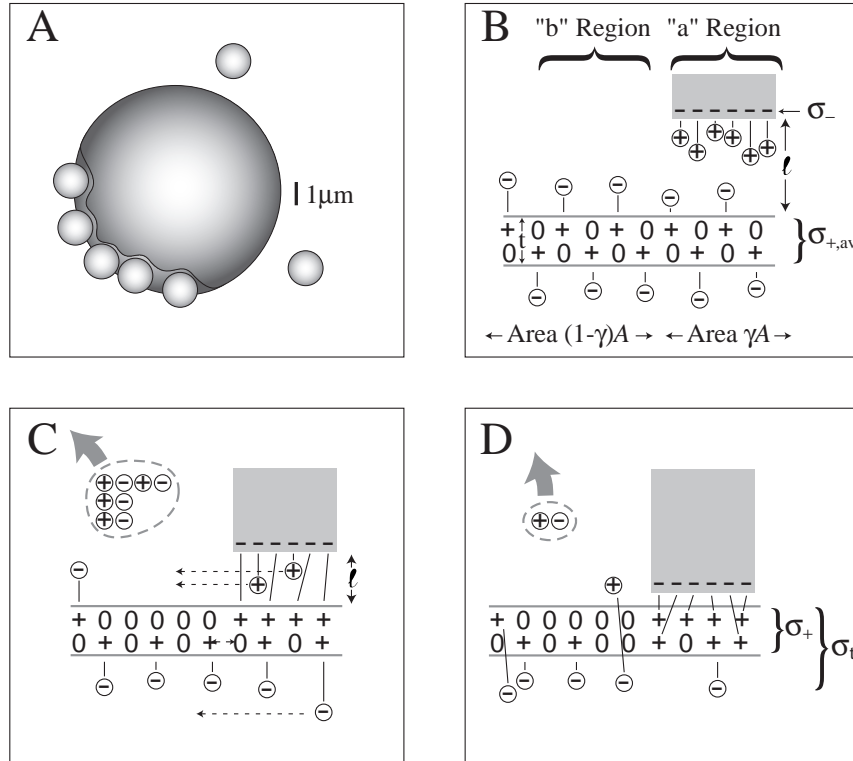 A
1μm
B
"b" Region "a" Region
σ−
ℓ
t
σ+,av
Area (1-γ)A
Area γA
C
ℓ
D
σ+
σt